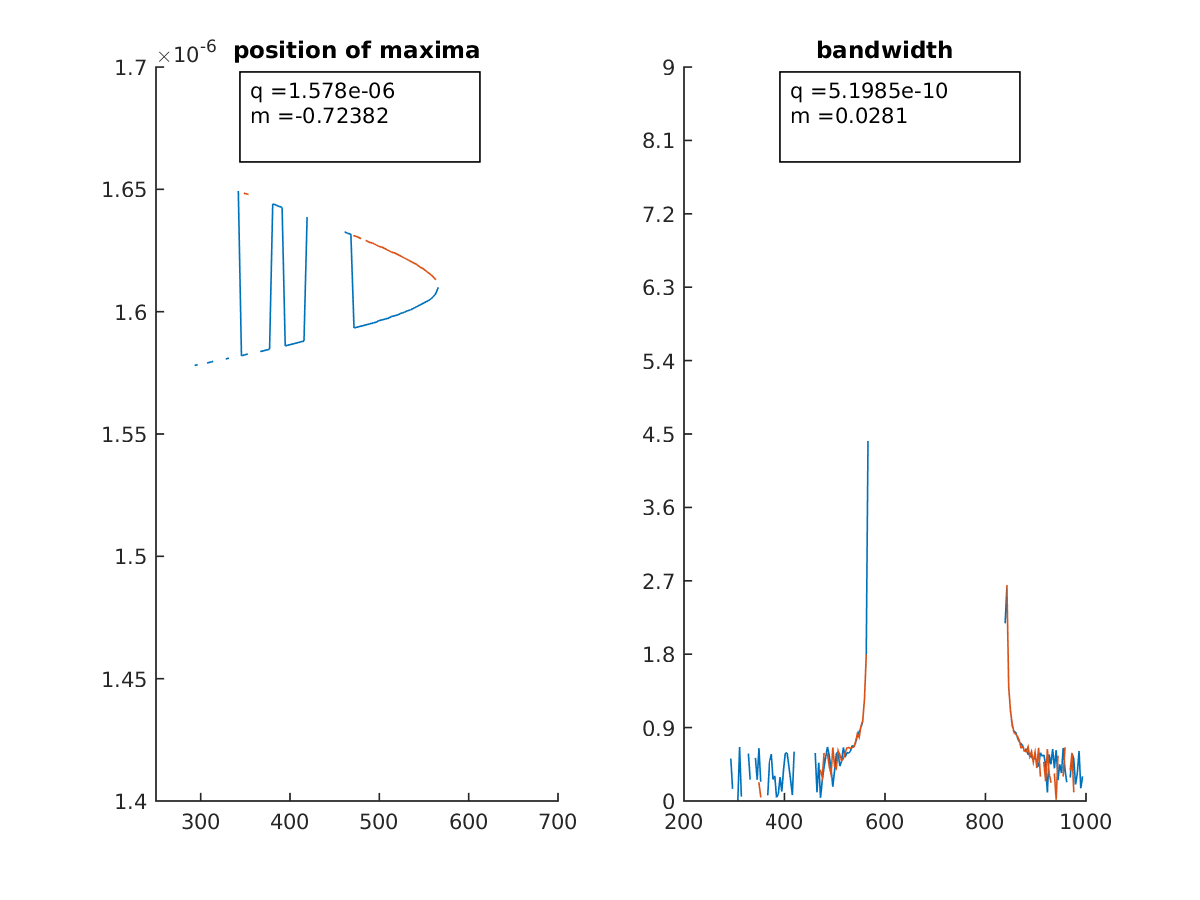 ×10-6
position of maxima
q =1.578e-06
m =-0.72382
1.7
1.65
1.6
1.55
1.5
1.45
1.4
300 400 500 600 700
bandwidth
q =5.1985e-10
m =0.0281
9
8.1
7.2
6.3
5.4
4.5
3.6
2.7
1.8
0.9
0
200 400 600 800 1000